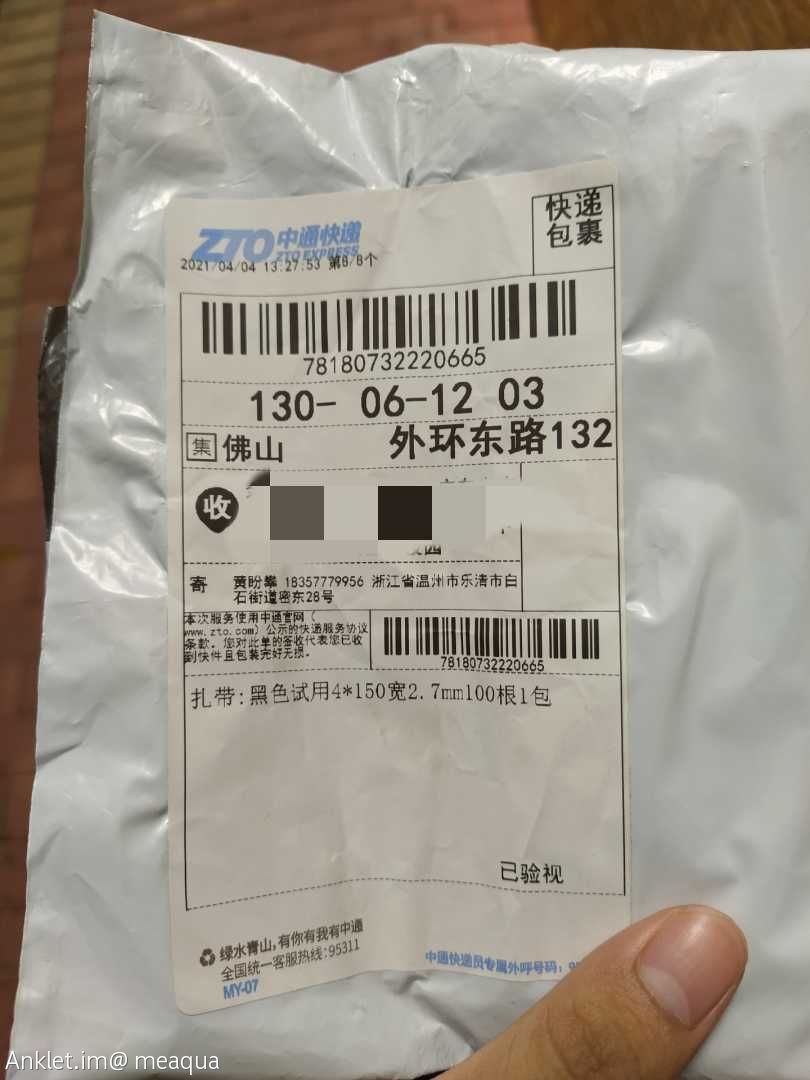 快递
包裹
ZTO 中通快递
ZTO EXPRESS
2021/04/04 13:27:53 第8/8个
78180732220665
130- 06-12 03
集 佛山 外环东路132
收
寄 黄盼攀 18357779956 浙江省温州市乐清市白
石街道密东28号
本次服务使用中通官网(
www.zto.com)公示的快递服务协议
条款。您对此单的签收代表您已收
到快件且包装完好无损。
78180732220665
扎带:黑色试用4*150宽2.7mm100根1包
已验视
绿水青山,有你有我有中通
全国统一客服热线:95311
MY-07
中通快递员专属外呼号码:
Anklet.im@ meaqua